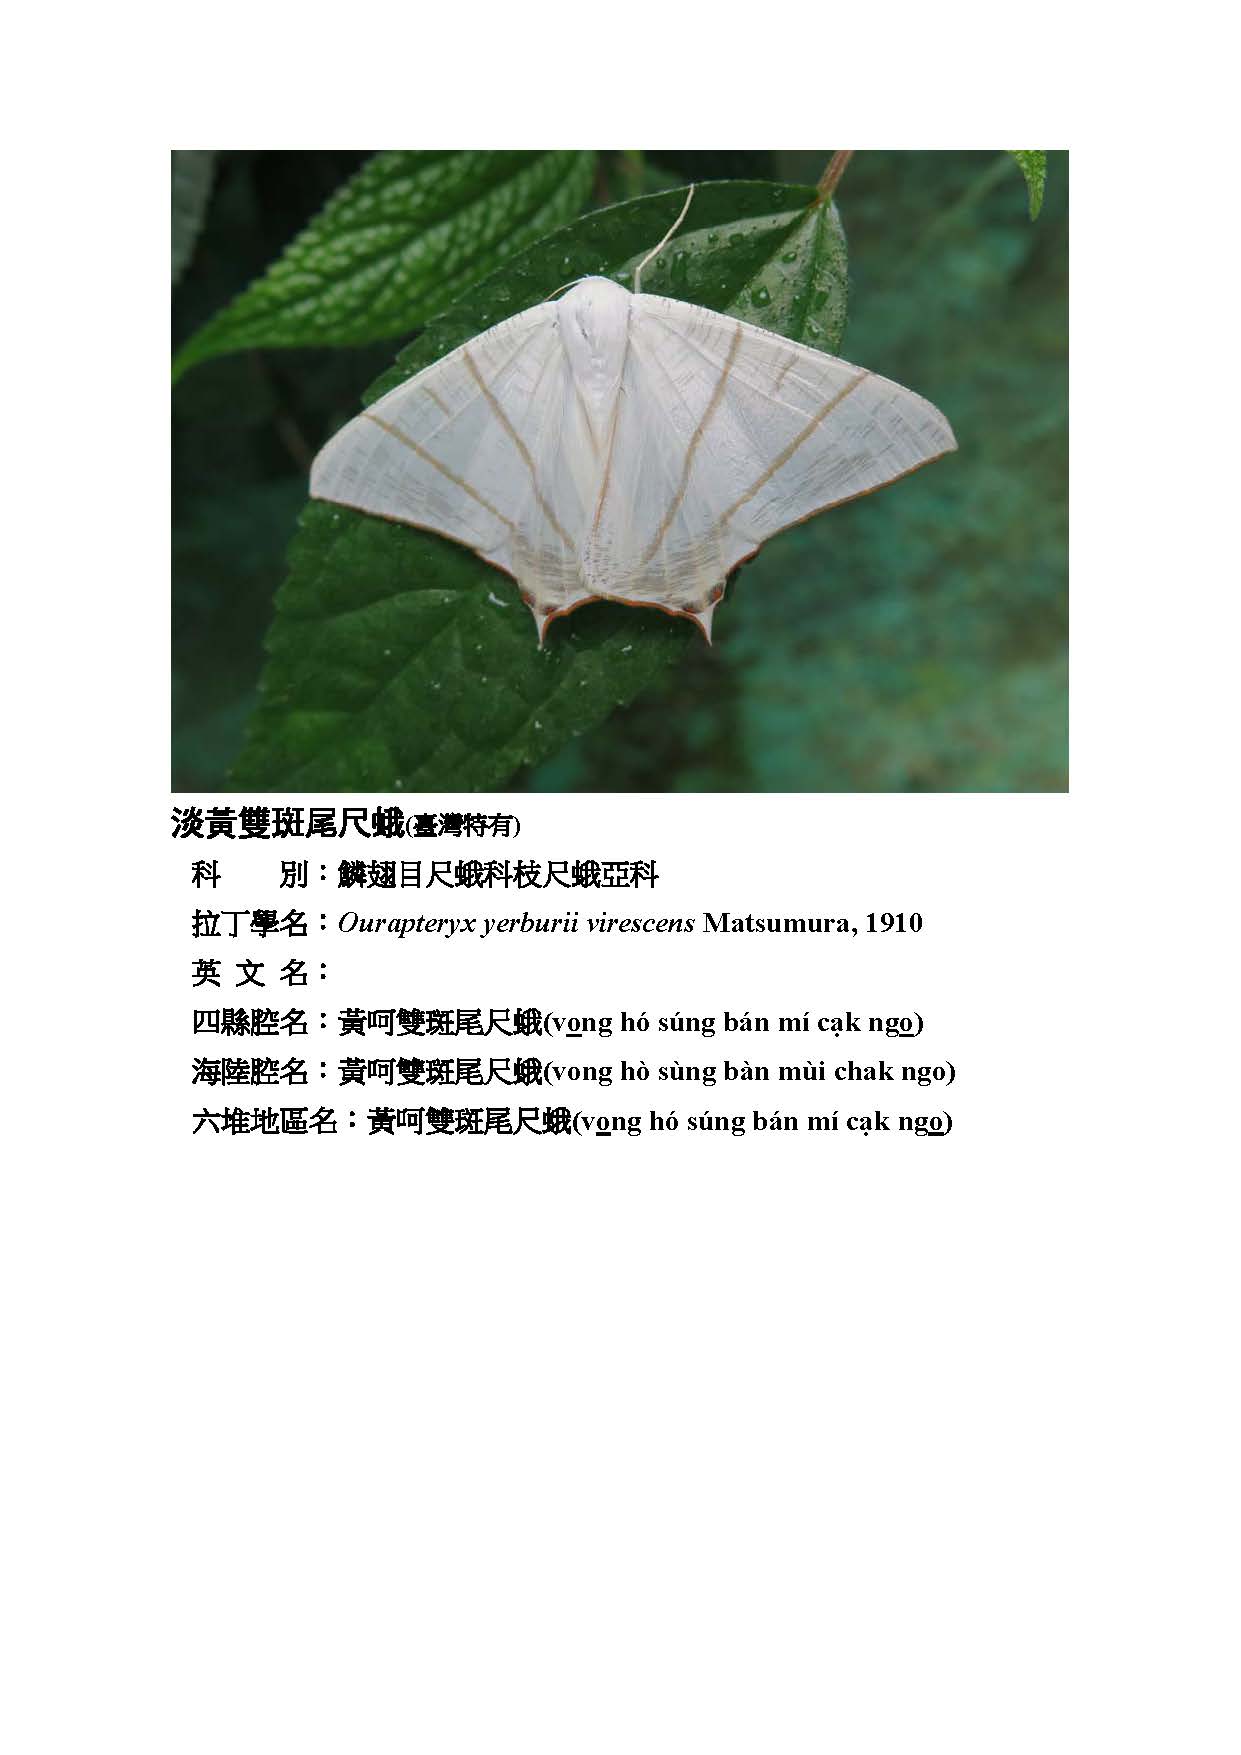 淡黃雙斑尾尺蛾(臺灣特有)
科　　別：鱗翅目尺蛾科枝尺蛾亞科
拉丁學名：Ourapteryx yerburii virescens Matsumura, 1910
英 文 名：
四縣腔名：黃呵雙斑尾尺蛾(vo̲ng hó súng bán mí cạk ngo̲)
海陸腔名：黃呵雙斑尾尺蛾(vong hò sùng bàn mùi chak ngo)
六堆地區名：黃呵雙斑尾尺蛾(vo̲ng hó súng bán mí cạk ngo̲)